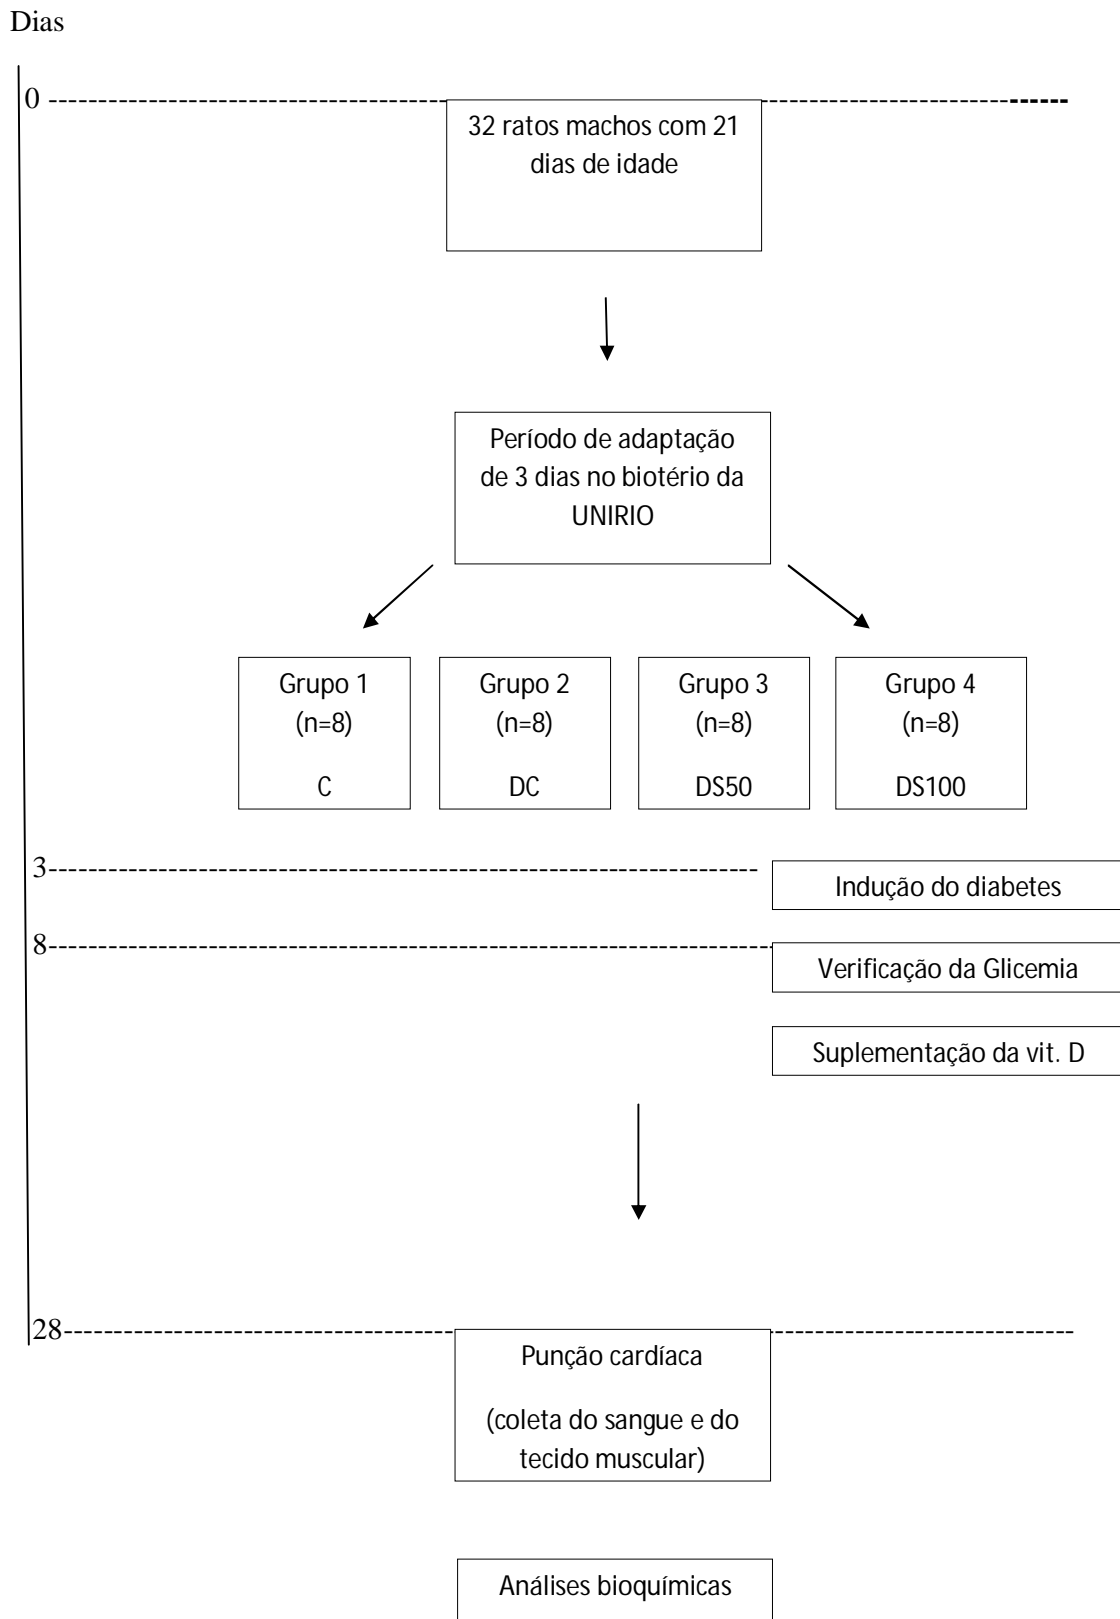 Dias
0
32 ratos machos com 21
dias de idade
Período de adaptação
de 3 dias no biotério da
UNIRIO
Grupo 1
(n=8)
C
Grupo 2
(n=8)
DC
Grupo 3
(n=8)
DS50
Grupo 4
(n=8)
DS100
3
Indução do diabetes
8
Verificação da Glicemia
Suplementação da vit. D
28
Punção cardíaca
(coleta do sangue e do
tecido muscular)
Análises bioquímicas